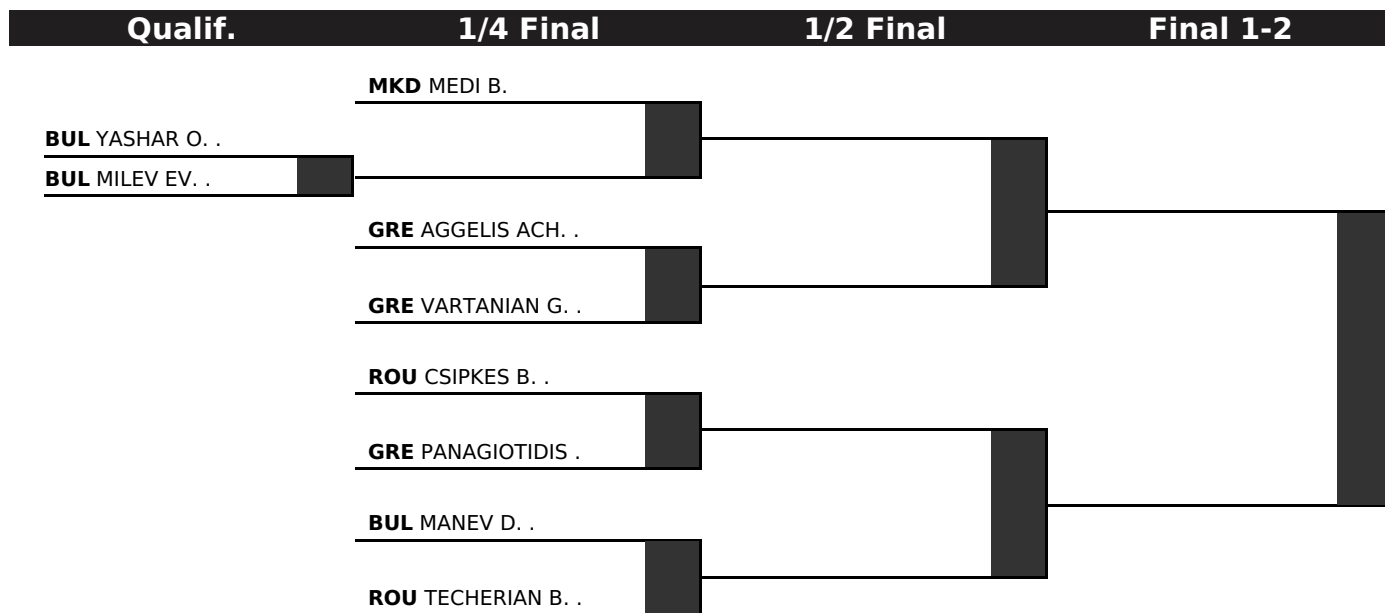 Qualif. 1/4 Final 1/2 Final Final 1-2
MKD MEDI B.
BUL YASHAR O. .
BUL MILEV EV. .
GRE AGGELIS ACH. .
GRE VARTANIAN G. .
ROU CSIPKES B. .
GRE PANAGIOTIDIS .
BUL MANEV D. .
ROU TECHERIAN B. .